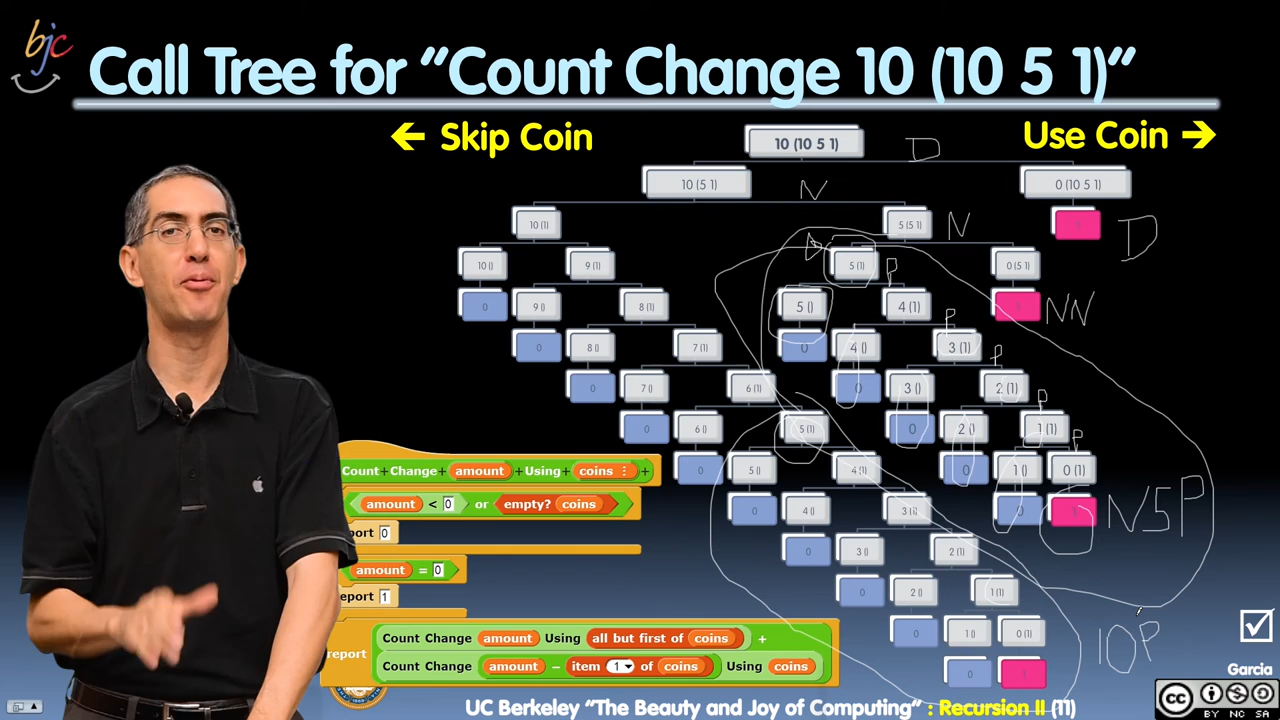 bjc
Call Tree for “Count Change 10 (10 5 1)”
← Skip Coin
Use Coin →
10 (10 5 1)
D
10 (5 1)
N
0 (10 5 1)
10 (1)
5 (5 1)
N
D
10 ()
9 (1)
5 (1)
P
0 (5 1)
0
9 ()
8 (1)
5 ()
4 (1)
NN
0
8 ()
7 (1)
0
4 ()
P
3 (1)
0
7 ()
6 (1)
0
3 ()
P
2 (1)
0
6 ()
5 (1)
0
2 ()
P
1 (1)
0
5 ()
4 (1)
0
1 ()
P
0 (1)
0
4 ()
3 (1)
0
N5P
0
3 ()
2 (1)
0
2 ()
1 (1)
0
1 ()
0 (1)
10P
0
Count Change amount Using coins
amount < 0 or empty? coins
port 0
amount = 0
eport 1
report
Count Change amount Using all but first of coins +
Count Change amount − item 1 of coins Using coins
Garcia
UC Berkeley “The Beauty and Joy of Computing” : Recursion II (11)
cc
BY NC SA